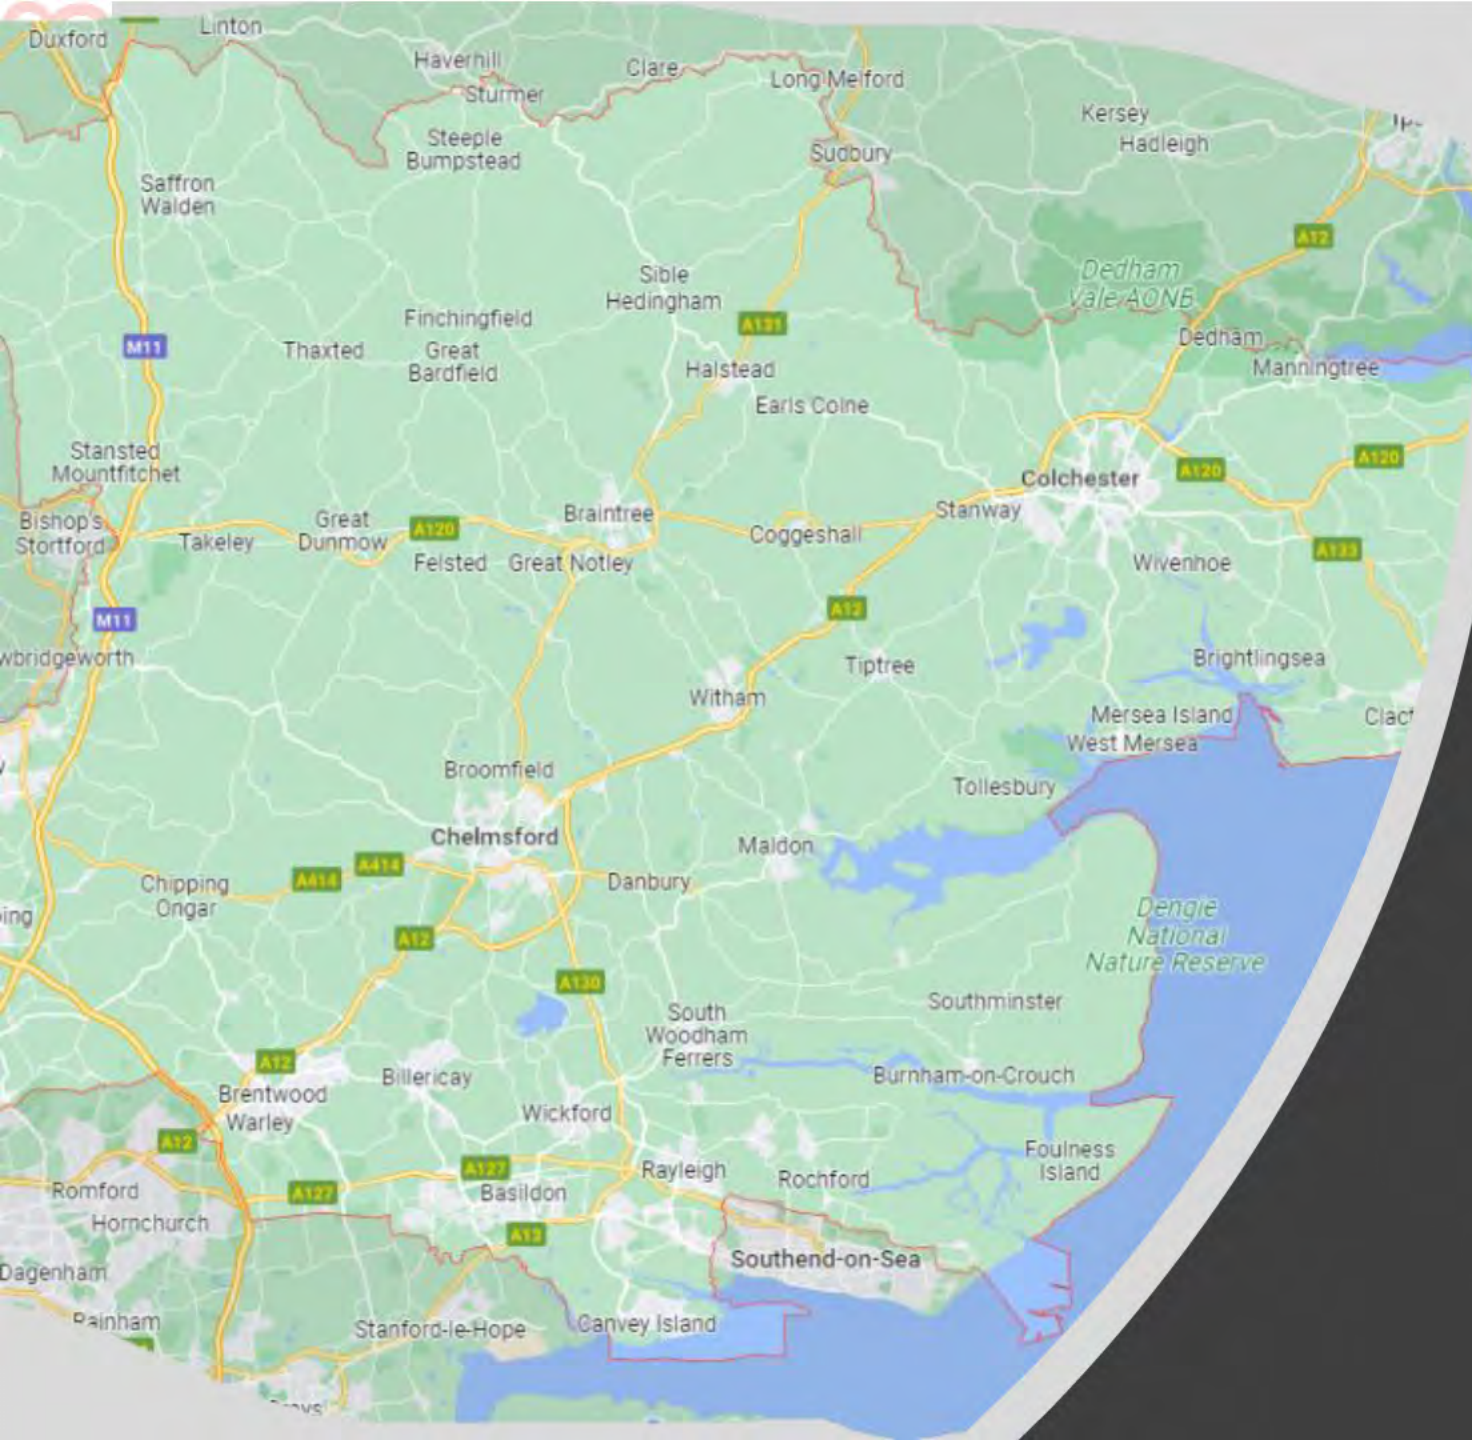 Duxford
Linton
Haverhill
Clare
Long Melford
Sturmer
Kersey
Hadleigh
Steeple
Bumpstead
Sudbury
Saffron
Walden
A12
Dedham
Vale AONB
Sible
Hedingham
Finchingfield
A131
M11
Thaxted
Great
Bardfield
Dedham
Manningtree
Halstead
Earls Colne
Stansted
Mountfitchet
Colchester
A120
A120
Bishop's
Stortford
Takeley
Great
Dunmow
A120
Braintree
Felsted
Great Notley
Coggeshall
Stanway
A133
Wivenhoe
M11
A12
wbridgeworth
Tiptree
Brightlingsea
Witham
Mersea Island
West Mersea
Clact
Broomfield
Tollesbury
Chelmsford
Maldon
A414
A414
Chipping
Ongar
Danbury
ing
A12
Dengie
National
Nature Reserve
A130
Southminster
South
Woodham
Ferrers
A12
Brentwood
Warley
Billericay
Burnham-on-Crouch
Wickford
A12
Foulness
Island
Romford
A127
A127
Basildon
Rayleigh
Rochford
Hornchurch
A13
Southend-on-Sea
Dagenham
Rainham
Stanford-le-Hope
Canvey Island